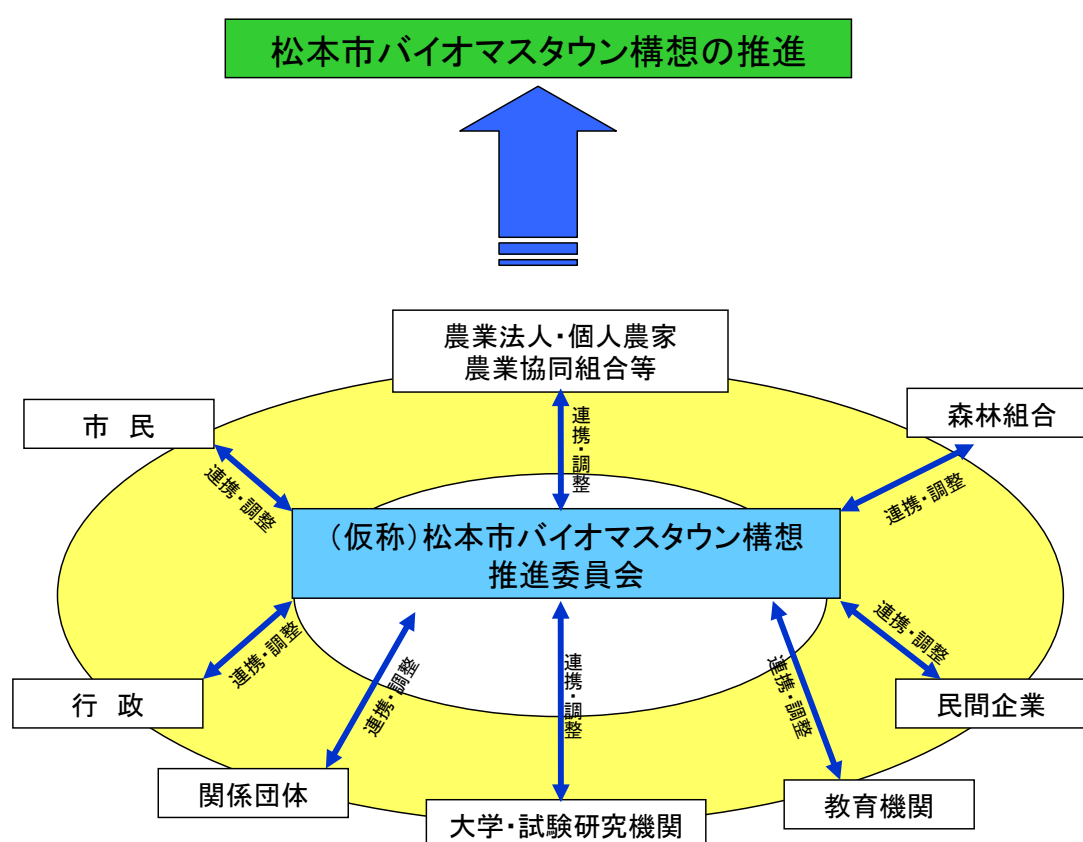 松本市バイオマスタウン構想の推進
農業法人・個人農家
農業協同組合等
市 民
森林組合
連携・調整
連携・調整
連携・調整
(仮称)松本市バイオマスタウン構想
推進委員会
連携・調整
連携・調整
連携・調整
連携・調整
連携・調整
行 政
民間企業
関係団体
教育機関
大学・試験研究機関